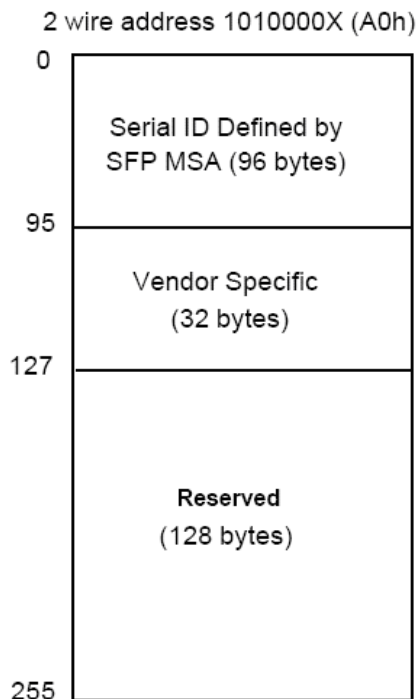 2 wire address 1010000X (A0h)
0
Serial ID Defined by
SFP MSA (96 bytes)
95
Vendor Specific
(32 bytes)
127
Reserved
(128 bytes)
255